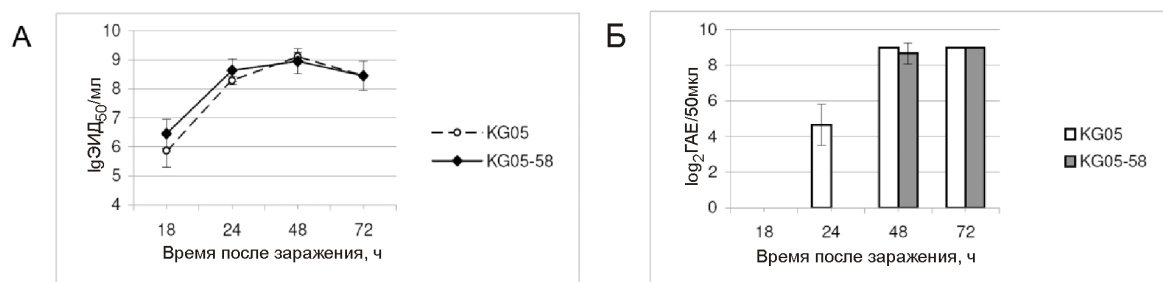 А
lgЭИД50/мл
10
9
8
7
6
5
4
18 24 48 72
Время после заражения, ч
KG05
KG05-58
Б
log2ГАЕ/50мкл
10
8
6
4
2
0
18 24 48 72
Время после заражения, ч
KG05
KG05-58